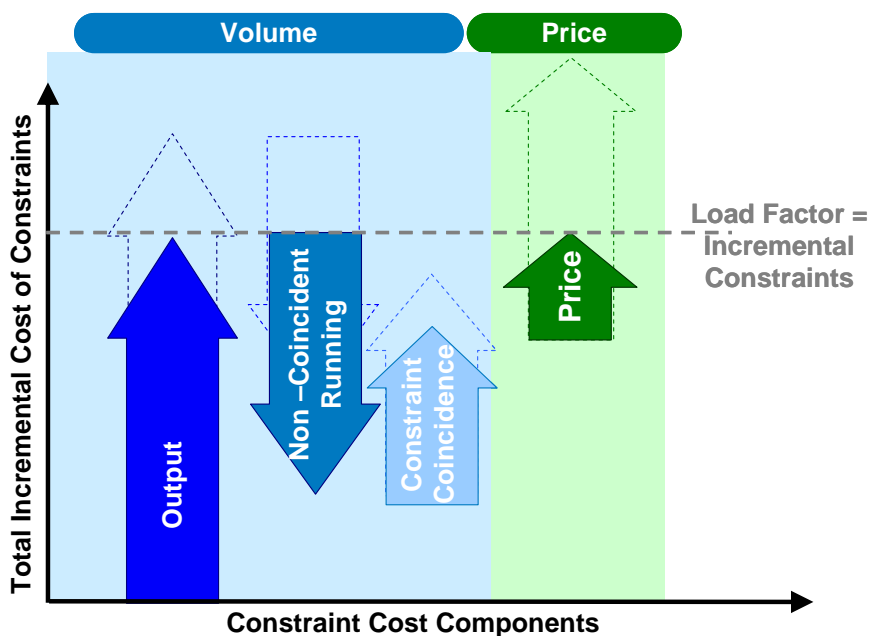 Volume
Price
Total Incremental Cost of Constraints
Load Factor =
Incremental
Constraints
Output
Non –Coincident
Running
Constraint
Coincidence
Price
Constraint Cost Components